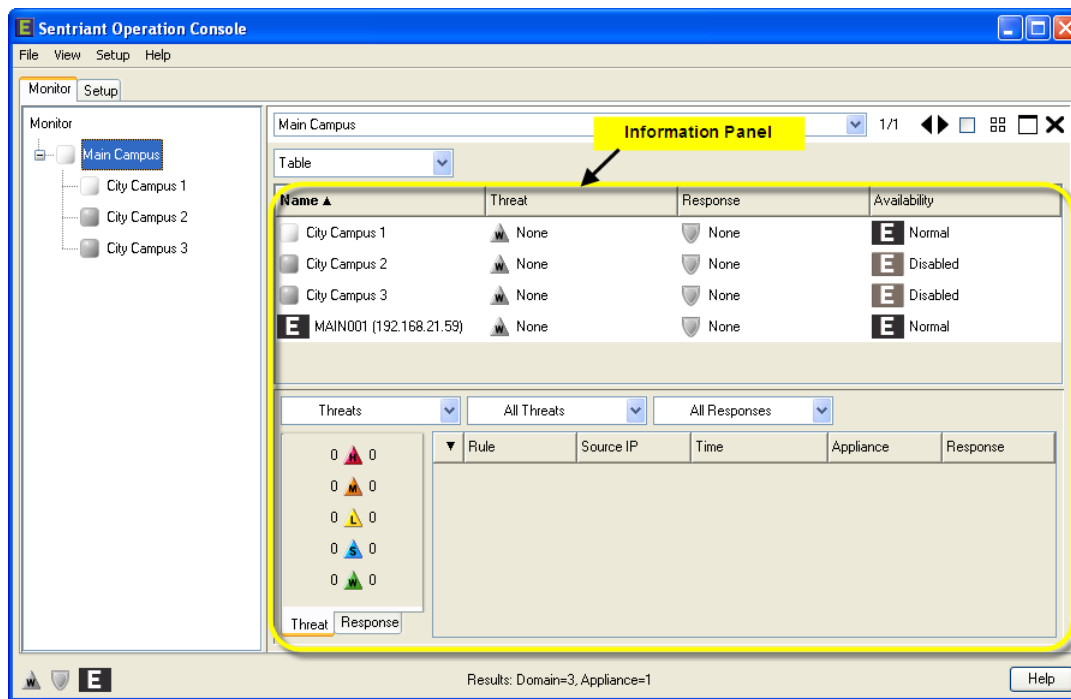 E Sentriant Operation Console
File View Setup Help
Monitor Setup
Monitor
Main Campus
City Campus 1
City Campus 2
City Campus 3
Main Campus 1/1
Information Panel
Table
Name Threat Response Availability
City Campus 1 W None None E Normal
City Campus 2 W None None E Disabled
City Campus 3 W None None E Disabled
E MAIN001 (192.168.21.59) W None None E Normal
Threats All Threats All Responses
Rule Source IP Time Appliance Response
0 H 0
0 M 0
0 L 0
0 S 0
0 W 0
Threat Response
W E Results: Domain=3, Appliance=1 Help